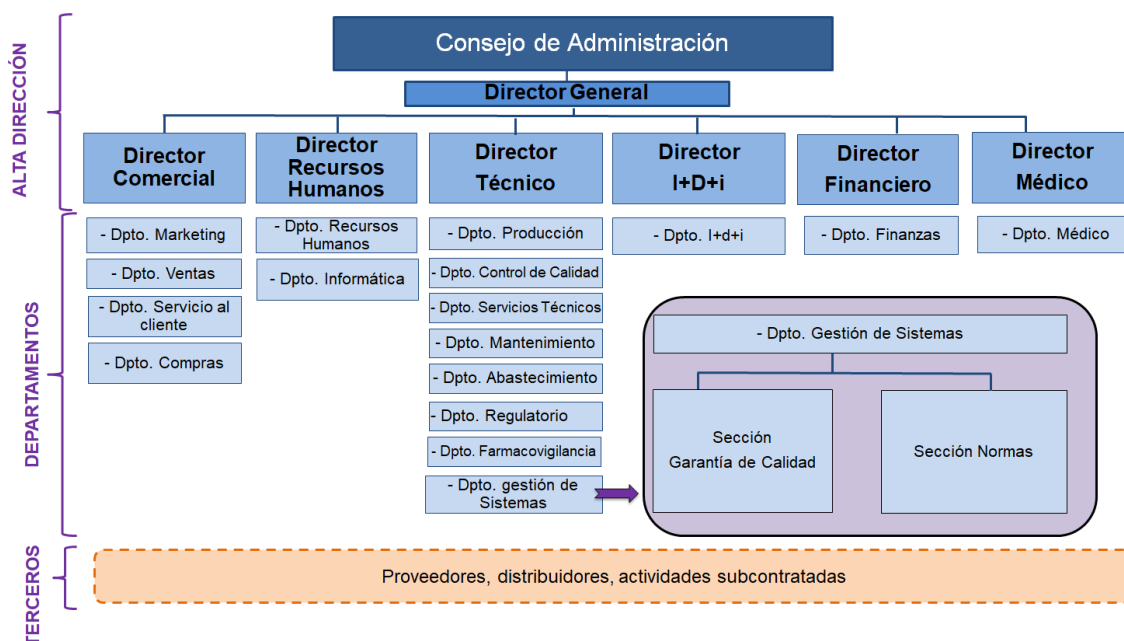 ALTA DIRECCIÓN
Consejo de Administración
Director General
Director
Comercial
Director
Recursos
Humanos
Director
Técnico
Director
I+D+i
Director
Financiero
Director
Médico
DEPARTAMENTOS
- Dpto. Marketing
- Dpto. Ventas
- Dpto. Servicio al
cliente
- Dpto. Compras
- Dpto. Recursos
Humanos
- Dpto. Informática
- Dpto. Producción
- Dpto. Control de Calidad
- Dpto. Servicios Técnicos
- Dpto. Mantenimiento
- Dpto. Abastecimiento
- Dpto. Regulatorio
- Dpto. Farmacovigilancia
- Dpto. gestión de
Sistemas
- Dpto. I+d+i
- Dpto. Finanzas
- Dpto. Médico
- Dpto. Gestión de Sistemas
Sección
Garantía de Calidad
Sección Normas
TERCEROS
Proveedores, distribuidores, actividades subcontratadas